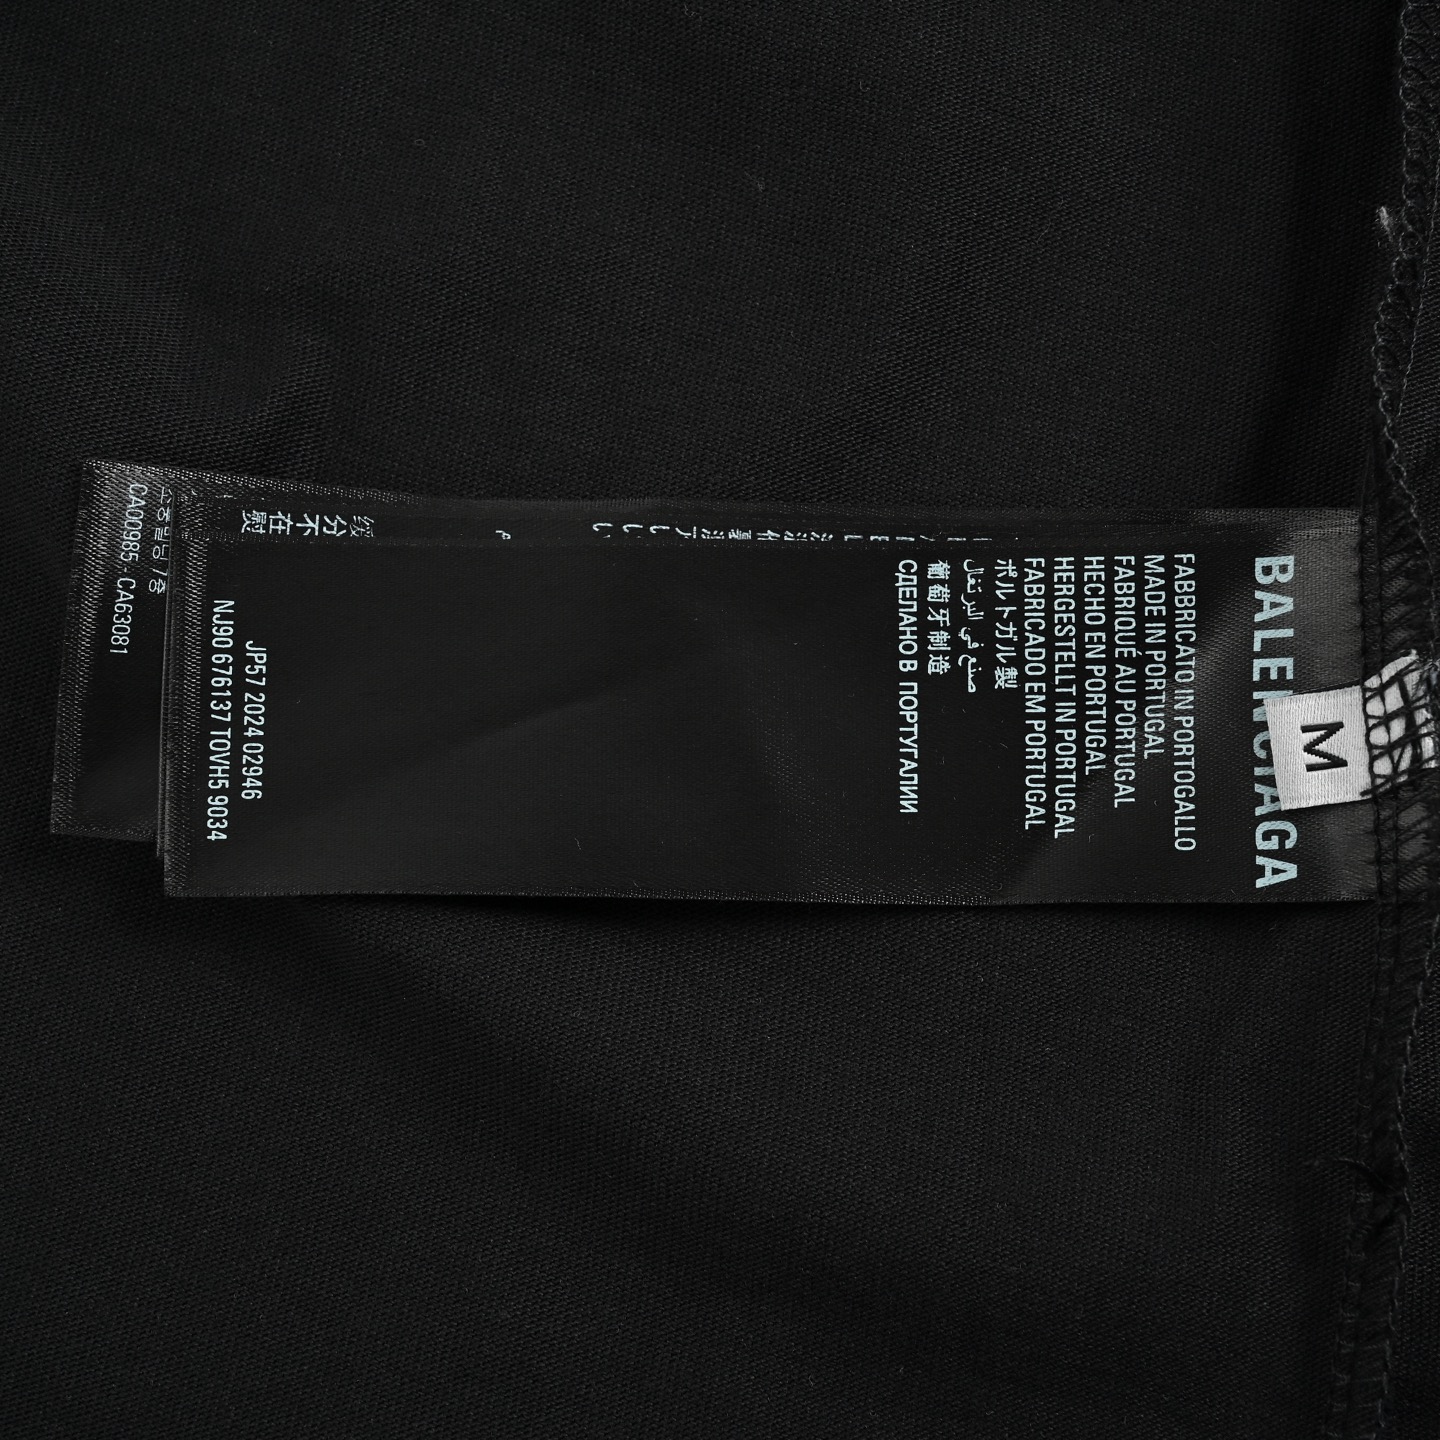 BALENCIAGA
M
FABBRICATO IN PORTOGALLO
MADE IN PORTUGAL
FABRIQUÉ AU PORTUGAL
HECHO EN PORTUGAL
HERGESTELLT IN PORTUGAL
FABRICADO EM PORTUGAL
ポルトガル製
صنع في البرتغال
葡萄牙制造
СДЕЛАНО В ПОРТУГАЛИИ
JP57 2024 02946
NJ90 676137 TOVH5 9034
CA00985, CA63081